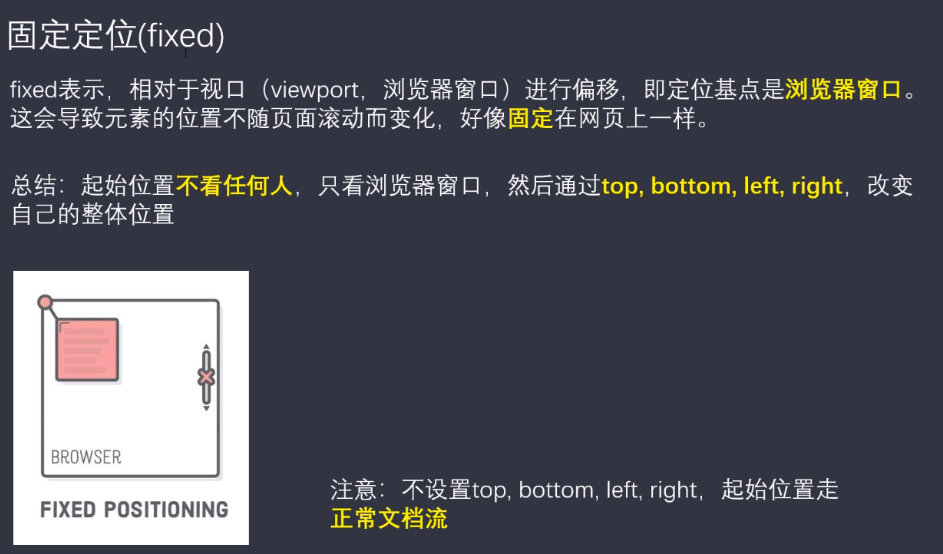 固定定位(fixed)
fixed表示，相对于视口（viewport，浏览器窗口）进行偏移，即定位基点是浏览器窗口。
这会导致元素的位置不随页面滚动而变化，好像固定在网页上一样。
总结：起始位置不看任何人，只看浏览器窗口，然后通过top, bottom, left, right，改变
自己的整体位置
BROWSER
FIXED POSITIONING
注意：不设置top, bottom, left, right，起始位置走
正常文档流